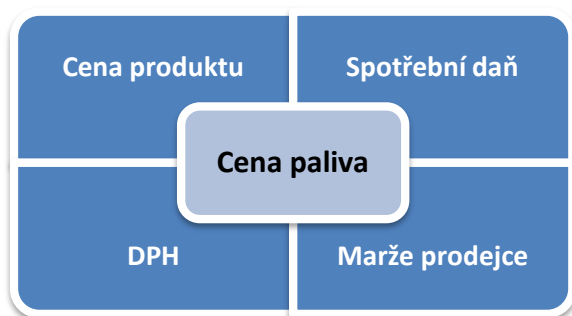 Cena produktu
Spotřební daň
Cena paliva
DPH
Marže prodejce